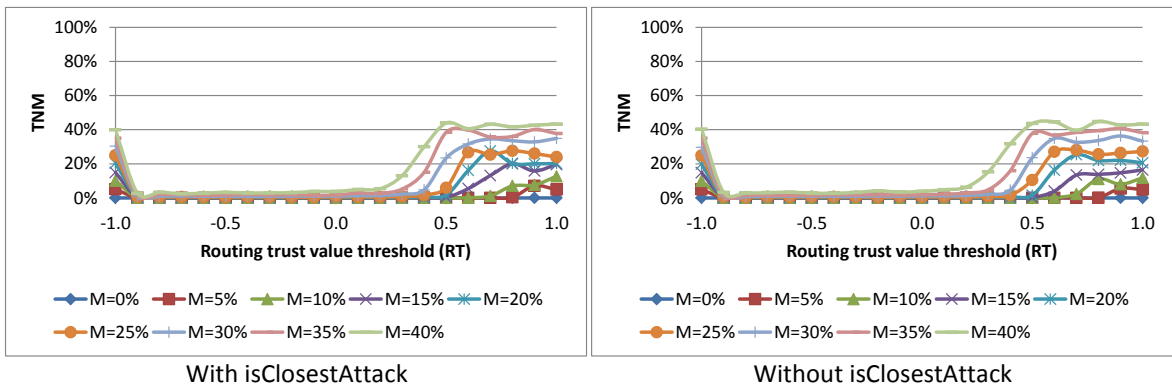 100%
80%
60%
40%
20%
0%
TNM
-1.0 -0.5 0.0 0.5 1.0
Routing trust value threshold (RT)
M=0% M=5% M=10% M=15% M=20%
M=25% M=30% M=35% M=40%
With isClosestAttack
100%
80%
60%
40%
20%
0%
TNM
-1.0 -0.5 0.0 0.5 1.0
Routing trust value threshold (RT)
M=0% M=5% M=10% M=15% M=20%
M=25% M=30% M=35% M=40%
Without isClosestAttack